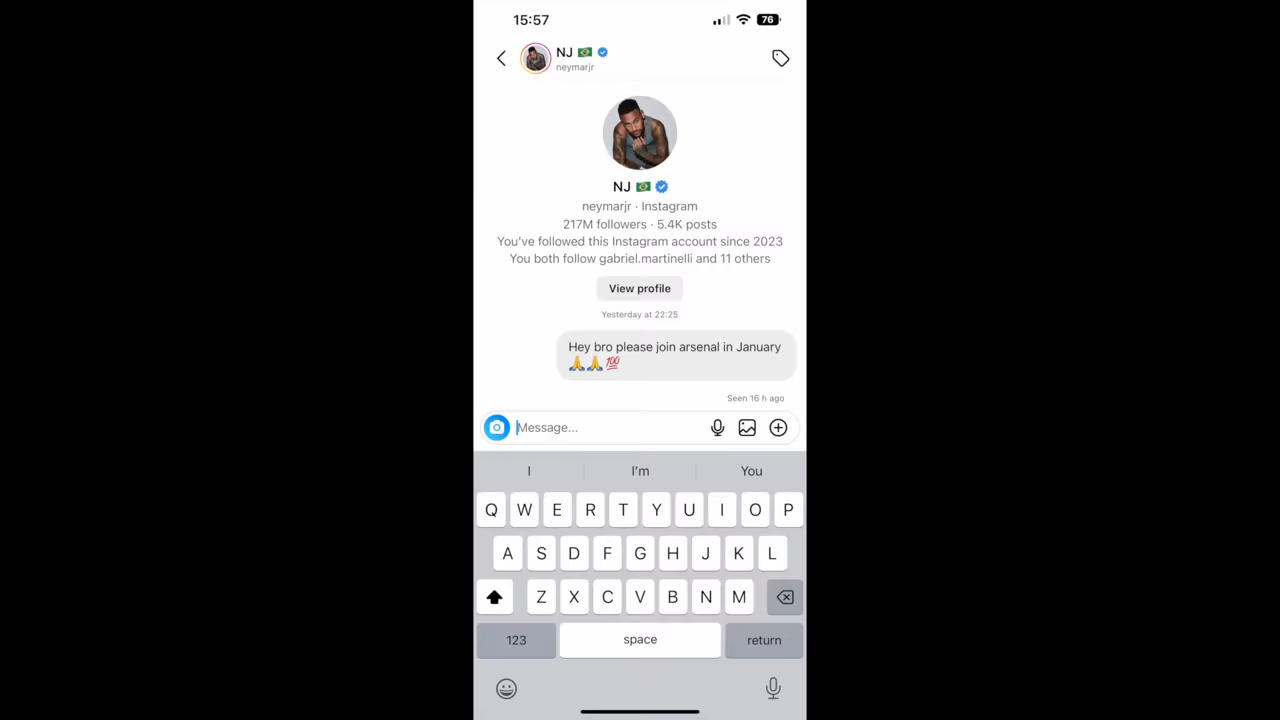 15:57
76
NJ 🇧🇷
neymarjr
NJ 🇧🇷
neymarjr · Instagram
217M followers · 5.4K posts
You've followed this Instagram account since 2023
You both follow gabriel.martinelli and 11 others
View profile
Yesterday at 22:25
Hey bro please join arsenal in January
🙏🙏💯
Seen 16 h ago
Message...
I I'm You
Q W E R T Y U I O P
A S D F G H J K L
Z X C V B N M
123 space return